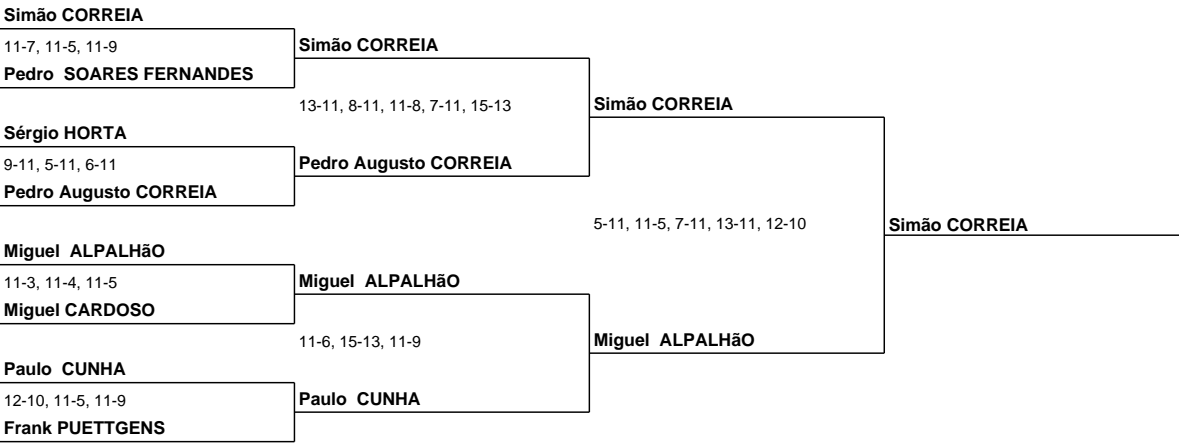 Simão CORREIA
11-7, 11-5, 11-9
Simão CORREIA
Pedro  SOARES FERNANDES
13-11, 8-11, 11-8, 7-11, 15-13
Simão CORREIA
Sérgio HORTA
9-11, 5-11, 6-11
Pedro Augusto CORREIA
Pedro Augusto CORREIA
5-11, 11-5, 7-11, 13-11, 12-10
Simão CORREIA
Miguel  ALPALHãO
11-3, 11-4, 11-5
Miguel  ALPALHãO
Miguel CARDOSO
11-6, 15-13, 11-9
Miguel  ALPALHãO
Paulo  CUNHA
12-10, 11-5, 11-9
Paulo  CUNHA
Frank PUETTGENS